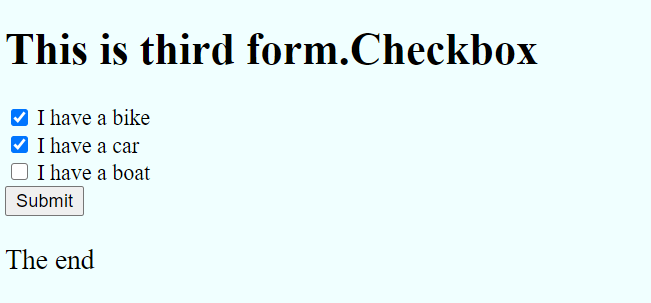 This is third form.Checkbox
I have a bike
I have a car
I have a boat
Submit
The end